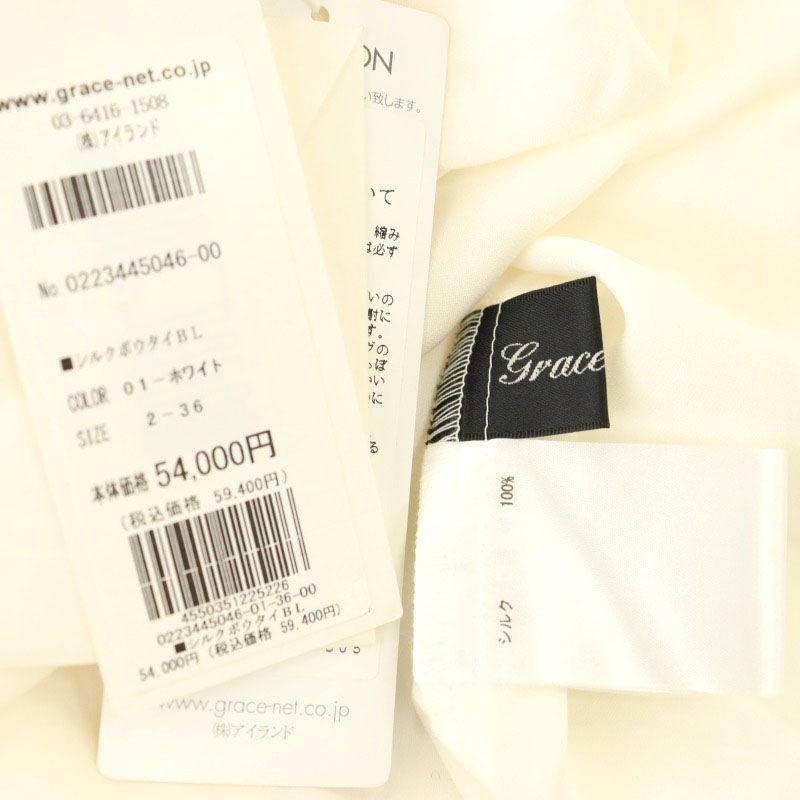 www.grace-net.co.jp
03-6416-1508
(株)アイランド
No.0223445046-00
■シルクボウタイBL
COLOR 01-ホワイト
SIZE 2-36
本体価格 54,000円
(税込価格 59,400円)
4550351225226
0223445046-01-36-00
■シルクボウタイBL
54,000円(税込価格 59,400円)
ON
い致します。
いて
縮み
は必ず
いの
討に
す。
グの
っぽ
かい
のに
る
www.grace-net.co.jp
(株)アイランド
Grace
シルク 100%